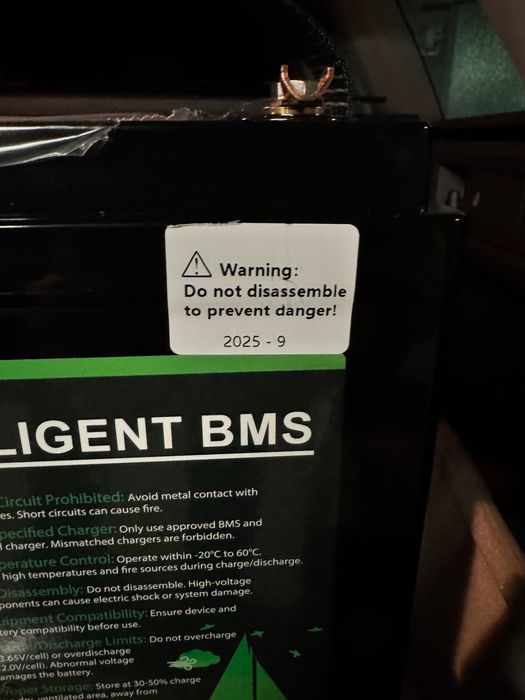 Warning:
Do not disassemble
to prevent danger!
2025 - 9
LIGENT BMS
Circuit Prohibited: Avoid metal contact with
es. Short circuits can cause fire.
pecified Charger: Only use approved BMS and
charger. Mismatched chargers are forbidden.
perature Control: Operate within -20°C to 60°C.
high temperatures and fire sources during charge/discharge.
Disassembly: Do not disassemble. High-voltage
ponents can cause electric shock or system damage.
uipment Compatibility: Ensure device and
tery compatibility before use.
/Discharge Limits: Do not overcharge
3.65V/cell) or overdischarge
2.0V/cell). Abnormal voltage
amages the battery.
Proper Storage: Store at 30-50% charge
ventilated area, away from